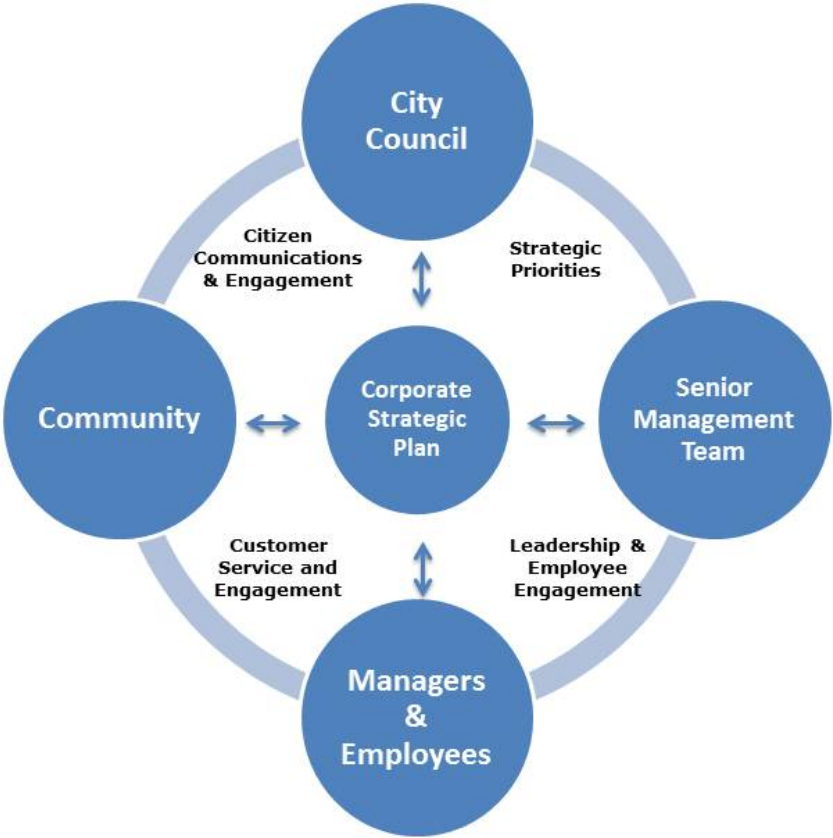 City
Council
Citizen
Communications
& Engagement
Strategic
Priorities
Community
Corporate
Strategic
Plan
Senior
Management
Team
Customer
Service and
Engagement
Leadership &
Employee
Engagement
Managers
&
Employees